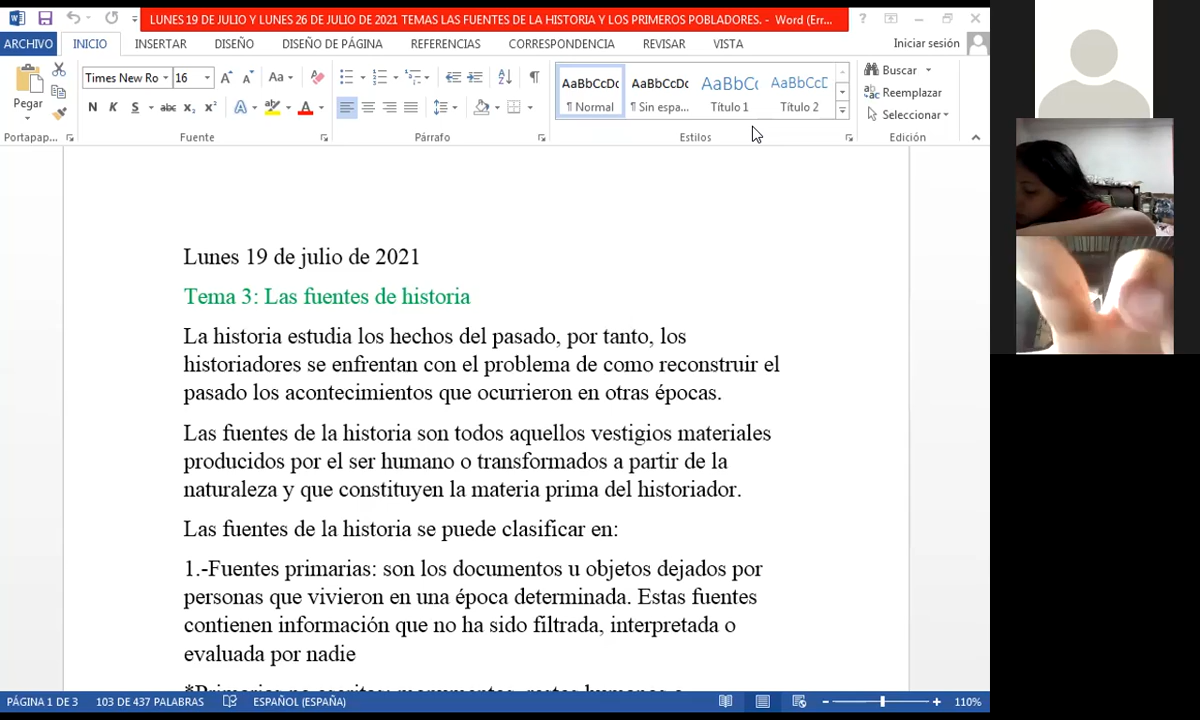 LUNES 19 DE JULIO Y LUNES 26 DE JULIO DE 2021 TEMAS LAS FUENTES DE LA HISTORIA Y LOS PRIMEROS POBLADORES. - Word (Err...
ARCHIVO INICIO INSERTAR DISEÑO DISEÑO DE PÁGINA REFERENCIAS CORRESPONDENCIA REVISAR VISTA Iniciar sesión
Times New Ro 16 Aa
Pegar
N K S abc x₂ x² A A
AaBbCcDc AaBbCcDc AaBbCc AaBbCcD
¶ Normal ¶ Sin espa... Título 1 Título 2
Buscar
Reemplazar
Seleccionar
Portapap... Fuente Párrafo Estilos Edición
Lunes 19 de julio de 2021
Tema 3: Las fuentes de historia
La historia estudia los hechos del pasado, por tanto, los
historiadores se enfrentan con el problema de como reconstruir el
pasado los acontecimientos que ocurrieron en otras épocas.
Las fuentes de la historia son todos aquellos vestigios materiales
producidos por el ser humano o transformados a partir de la
naturaleza y que constituyen la materia prima del historiador.
Las fuentes de la historia se puede clasificar en:
1.-Fuentes primarias: son los documentos u objetos dejados por
personas que vivieron en una época determinada. Estas fuentes
contienen información que no ha sido filtrada, interpretada o
evaluada por nadie
PÁGINA 1 DE 3 103 DE 437 PALABRAS ESPAÑOL (ESPAÑA) 110%